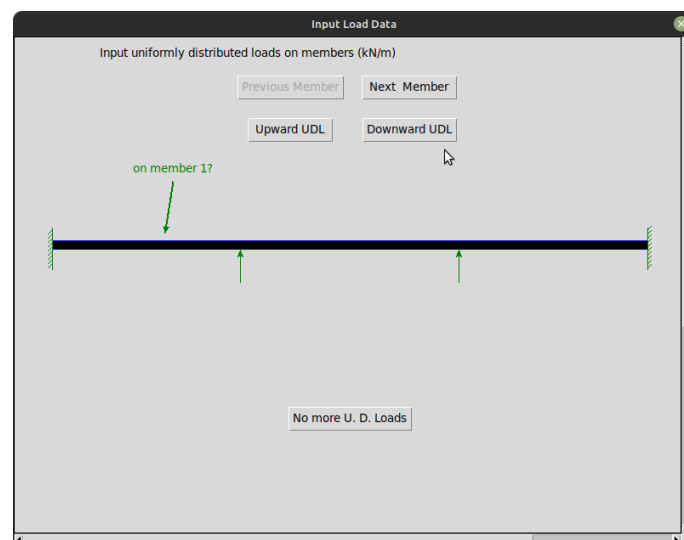 Input Load Data
Input uniformly distributed loads on members (kN/m)
Previous Member
Next Member
Upward UDL
Downward UDL
on member 1?
No more U. D. Loads